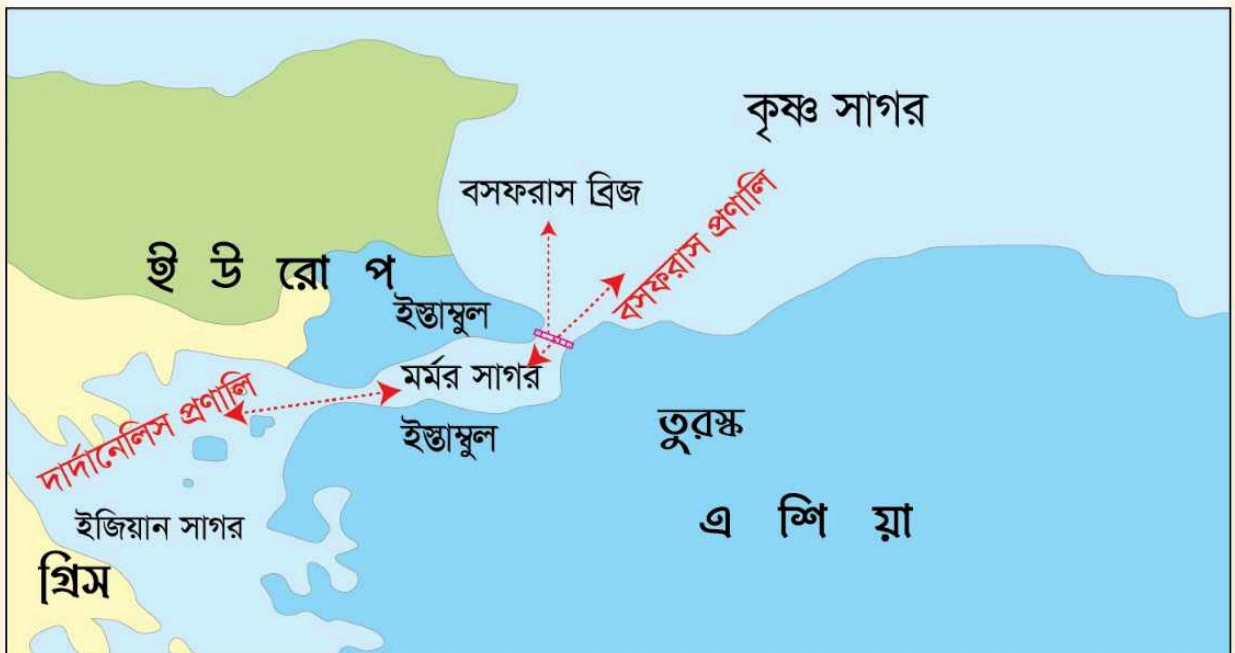 কৃষ্ণ সাগর
বসফরাস ব্রিজ
বসফরাস প্রণালি
ই উ রো প
ইস্তাম্বুল
মর্মর সাগর
দার্দানেলিস প্রণালি
ইস্তাম্বুল
তুরস্ক
ইজিয়ান সাগর
এ শি য়া
গ্রিস